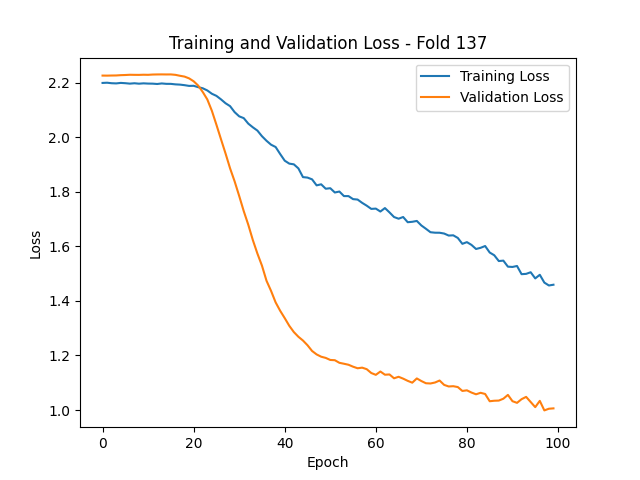 Training and Validation Loss - Fold 137
Training Loss
Validation Loss
2.2
2.0
1.8
1.6
1.4
1.2
1.0
Loss
0
20
40
60
80
100
Epoch